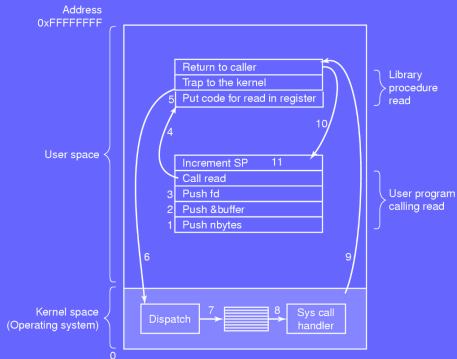 Address
0xFFFFFFFF
Return to caller
Trap to the kernel
5 Put code for read in register
Library
procedure
read
4
10
User space
Increment SP 11
Call read
3 Push fd
2 Push &buffer
1 Push nbytes
User program
calling read
6
9
Kernel space
(Operating system)
Dispatch
7
8
Sys call
handler
0